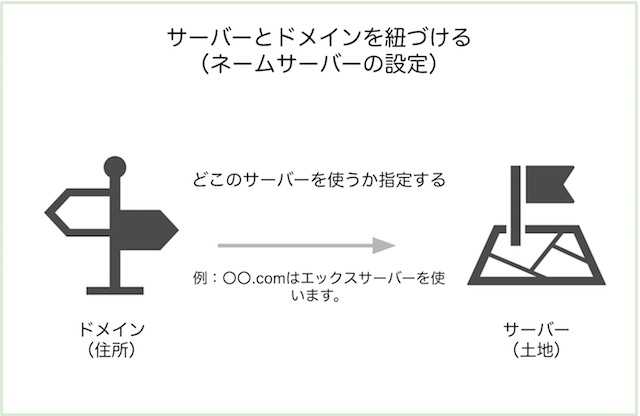 サーバーとドメインを紐づける
（ネームサーバーの設定）
どこのサーバーを使うか指定する
例：〇〇.comはエックスサーバーを使
います。
ドメイン
（住所）
サーバー
（土地）